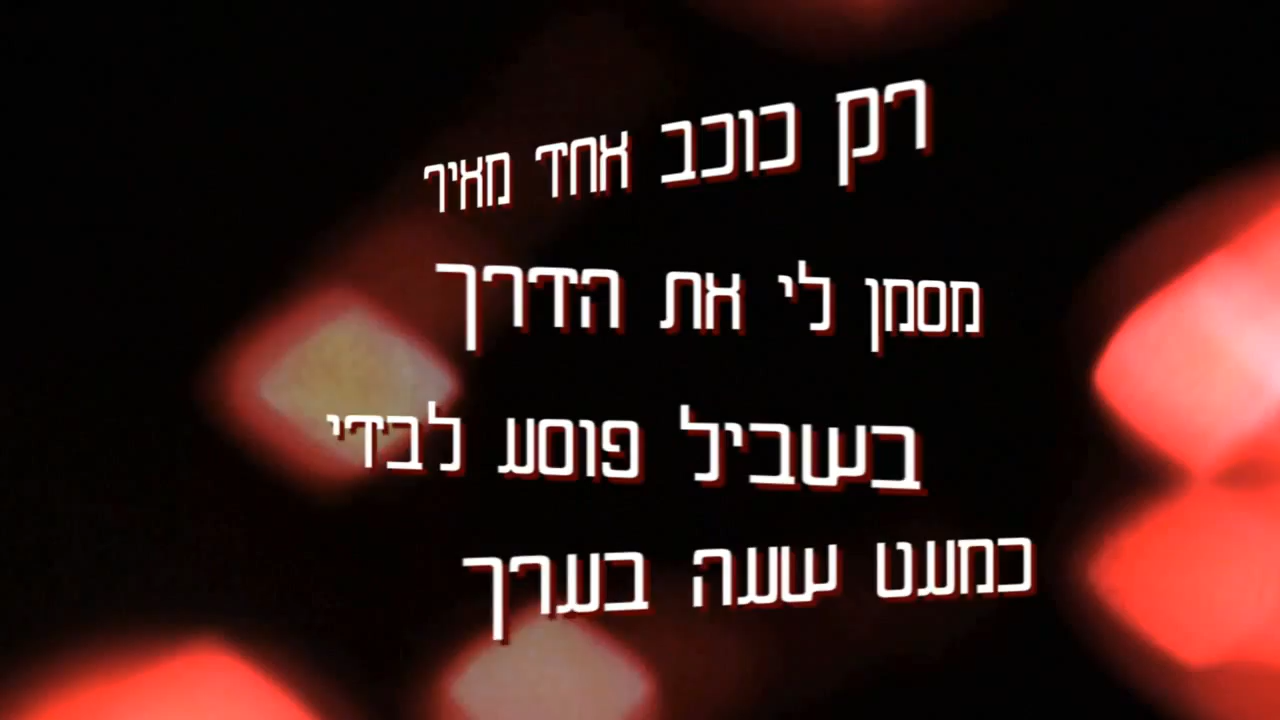 רק כוכב אחד מאיר
מסמן לי את הדרך
בשביל פוסע לבדי
כמעט שעה בערך